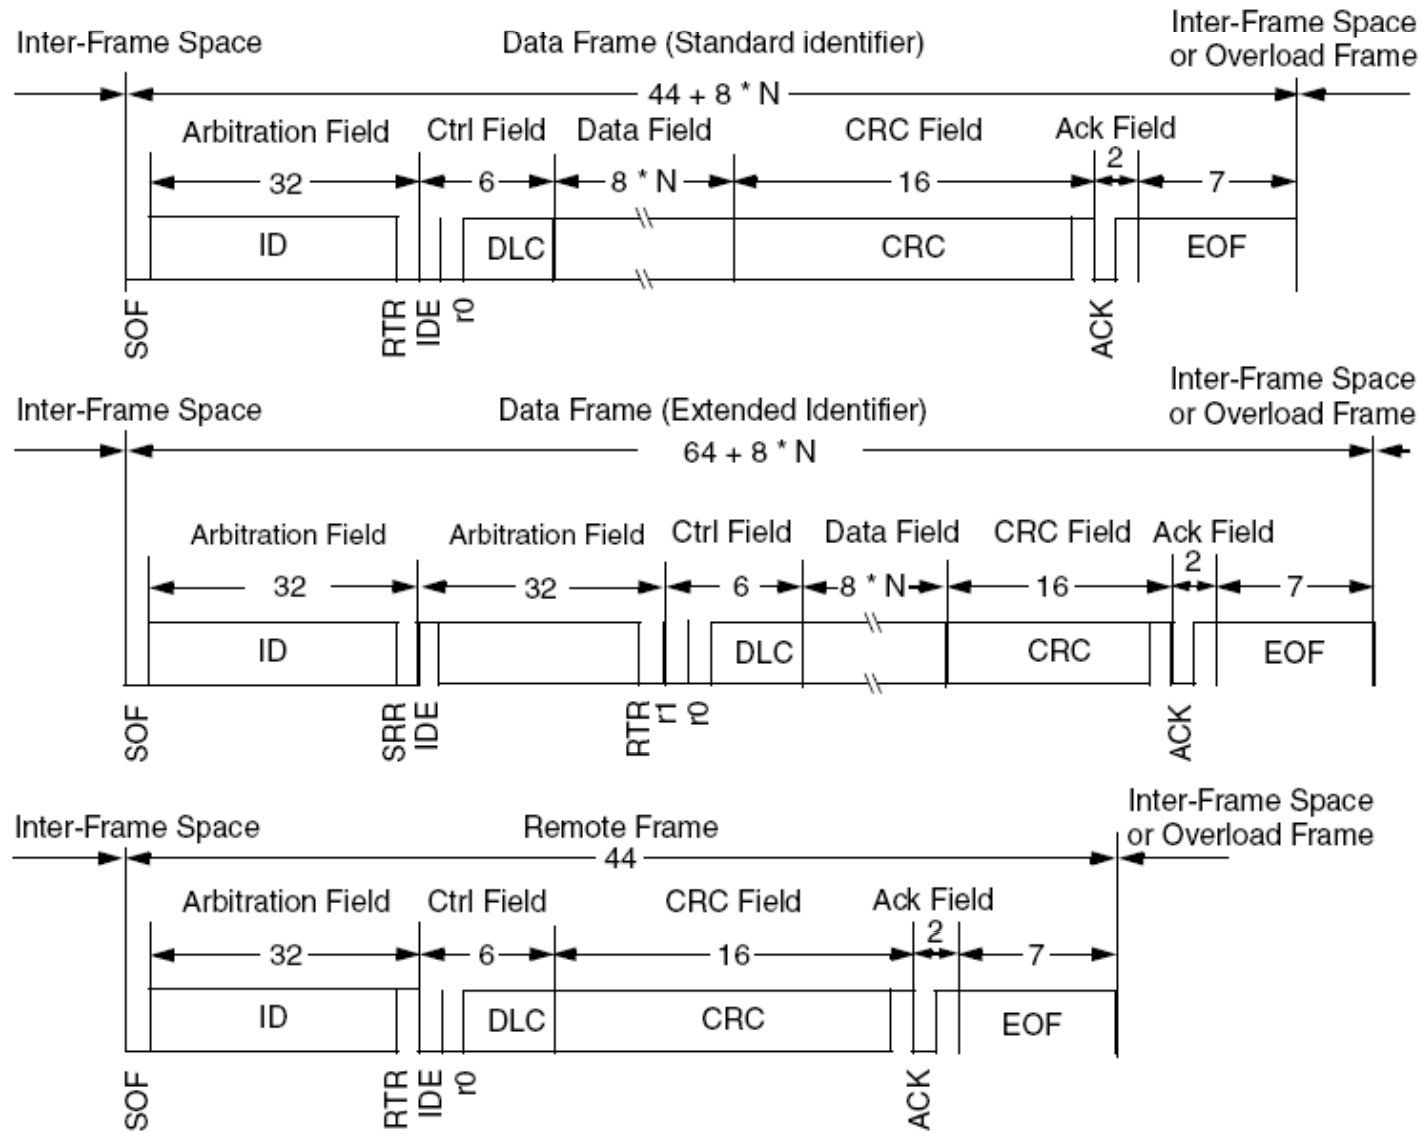 Inter-Frame Space
Data Frame (Standard identifier)
Inter-Frame Space
or Overload Frame
44 + 8 * N
Arbitration Field
Ctrl Field
Data Field
CRC Field
Ack Field
32
6
8 * N
16
2
7
ID
DLC
CRC
EOF
SOF
RTR
IDE
r0
ACK
Inter-Frame Space
Data Frame (Extended Identifier)
Inter-Frame Space
or Overload Frame
64 + 8 * N
Arbitration Field
Arbitration Field
Ctrl Field
Data Field
CRC Field
Ack Field
32
32
6
8 * N
16
2
7
ID
DLC
CRC
EOF
SOF
SRR
IDE
RTR
r1
r0
ACK
Inter-Frame Space
Remote Frame
Inter-Frame Space
or Overload Frame
44
Arbitration Field
Ctrl Field
CRC Field
Ack Field
32
6
16
2
7
ID
DLC
CRC
EOF
SOF
RTR
IDE
r0
ACK